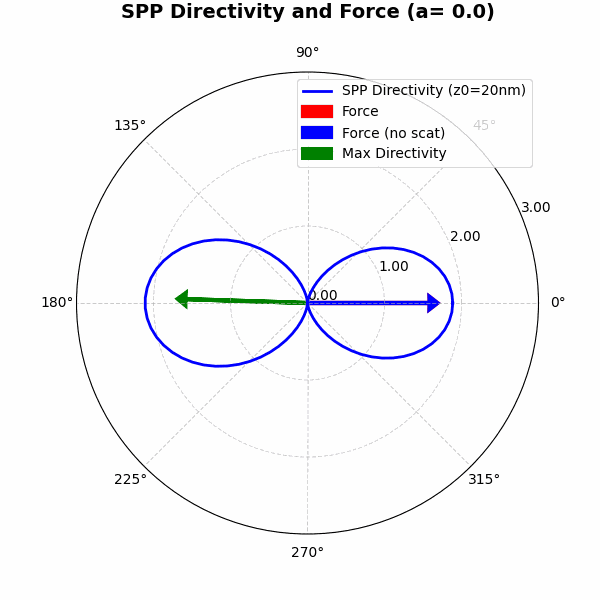 SPP Directivity and Force (a= 0.0)
90°
SPP Directivity (z0=20nm)
Force
Force (no scat)
Max Directivity
135°
45°
3.00
2.00
1.00
0.00
180°
0°
225°
315°
270°